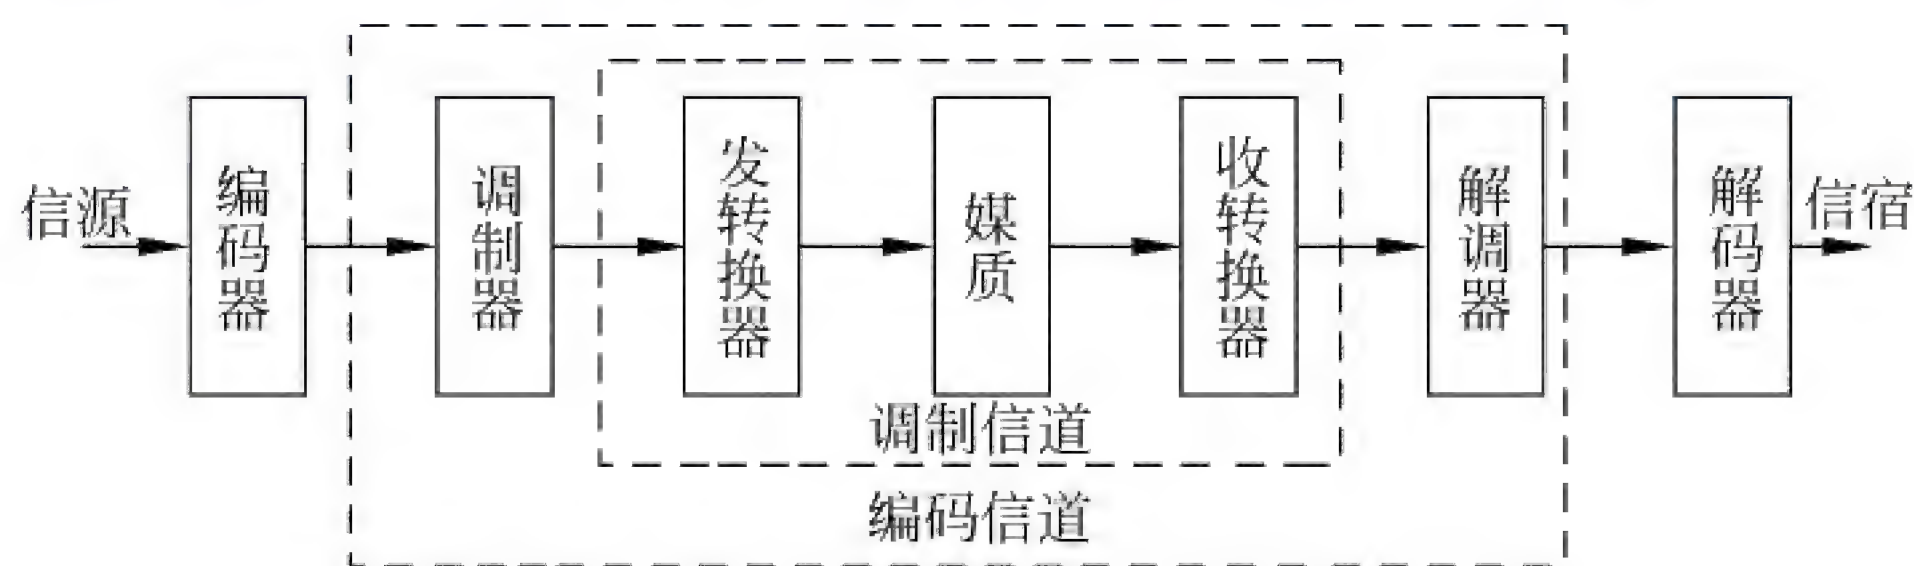 信源
编码器
调制器
发转换器
媒质
收转换器
解调器
解码器
信宿
调制信道
编码信道